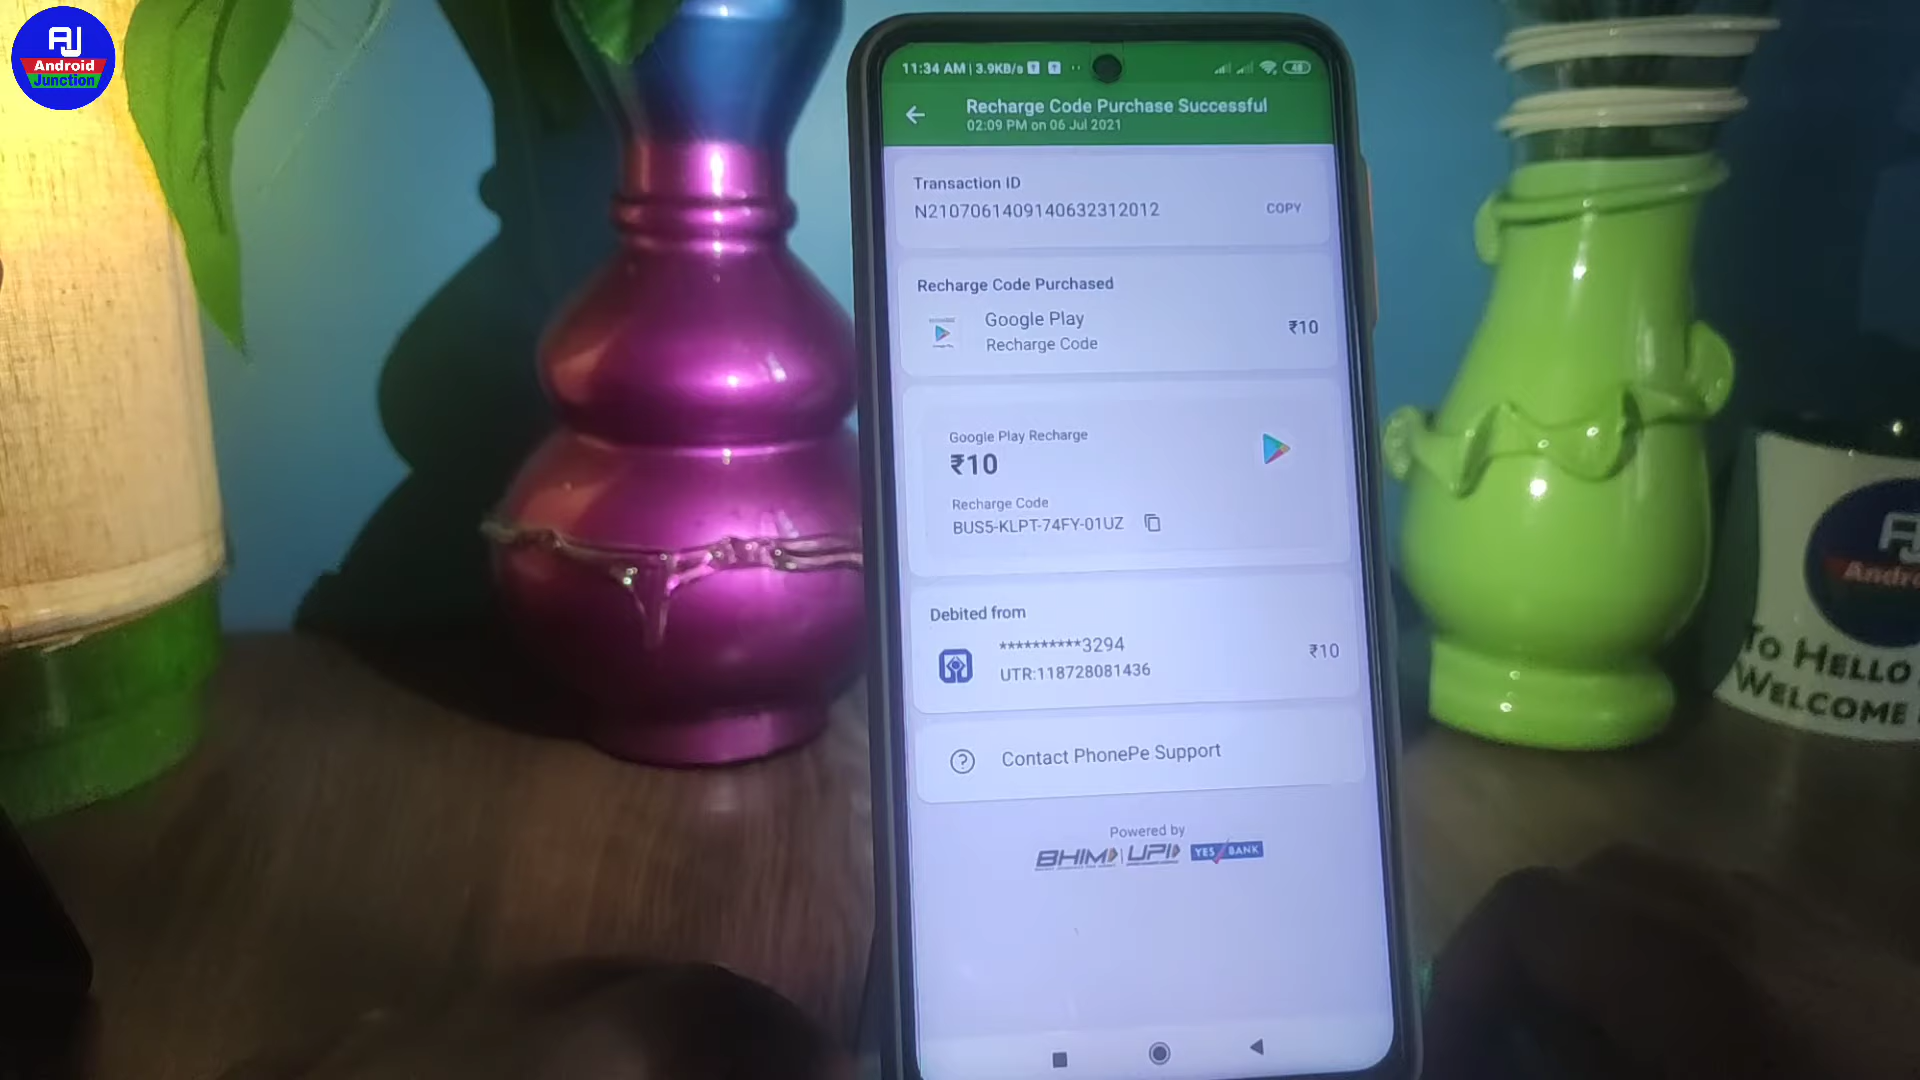 AJ
Android
Junction
11:34 AM | 3.9KB/s
48
Recharge Code Purchase Successful
02:09 PM on 06 Jul 2021
Transaction ID
N2107061409140632312012
COPY
Recharge Code Purchased
Google Play
Recharge Code
₹10
Google Play Recharge
₹10
Recharge Code
BUS5-KLPT-74FY-01UZ
Debited from
**********3294
UTR:118728081436
₹10
Contact PhonePe Support
Powered by
BHIM UPI YES BANK
AJ
Andro
To HELLO
WELCOME